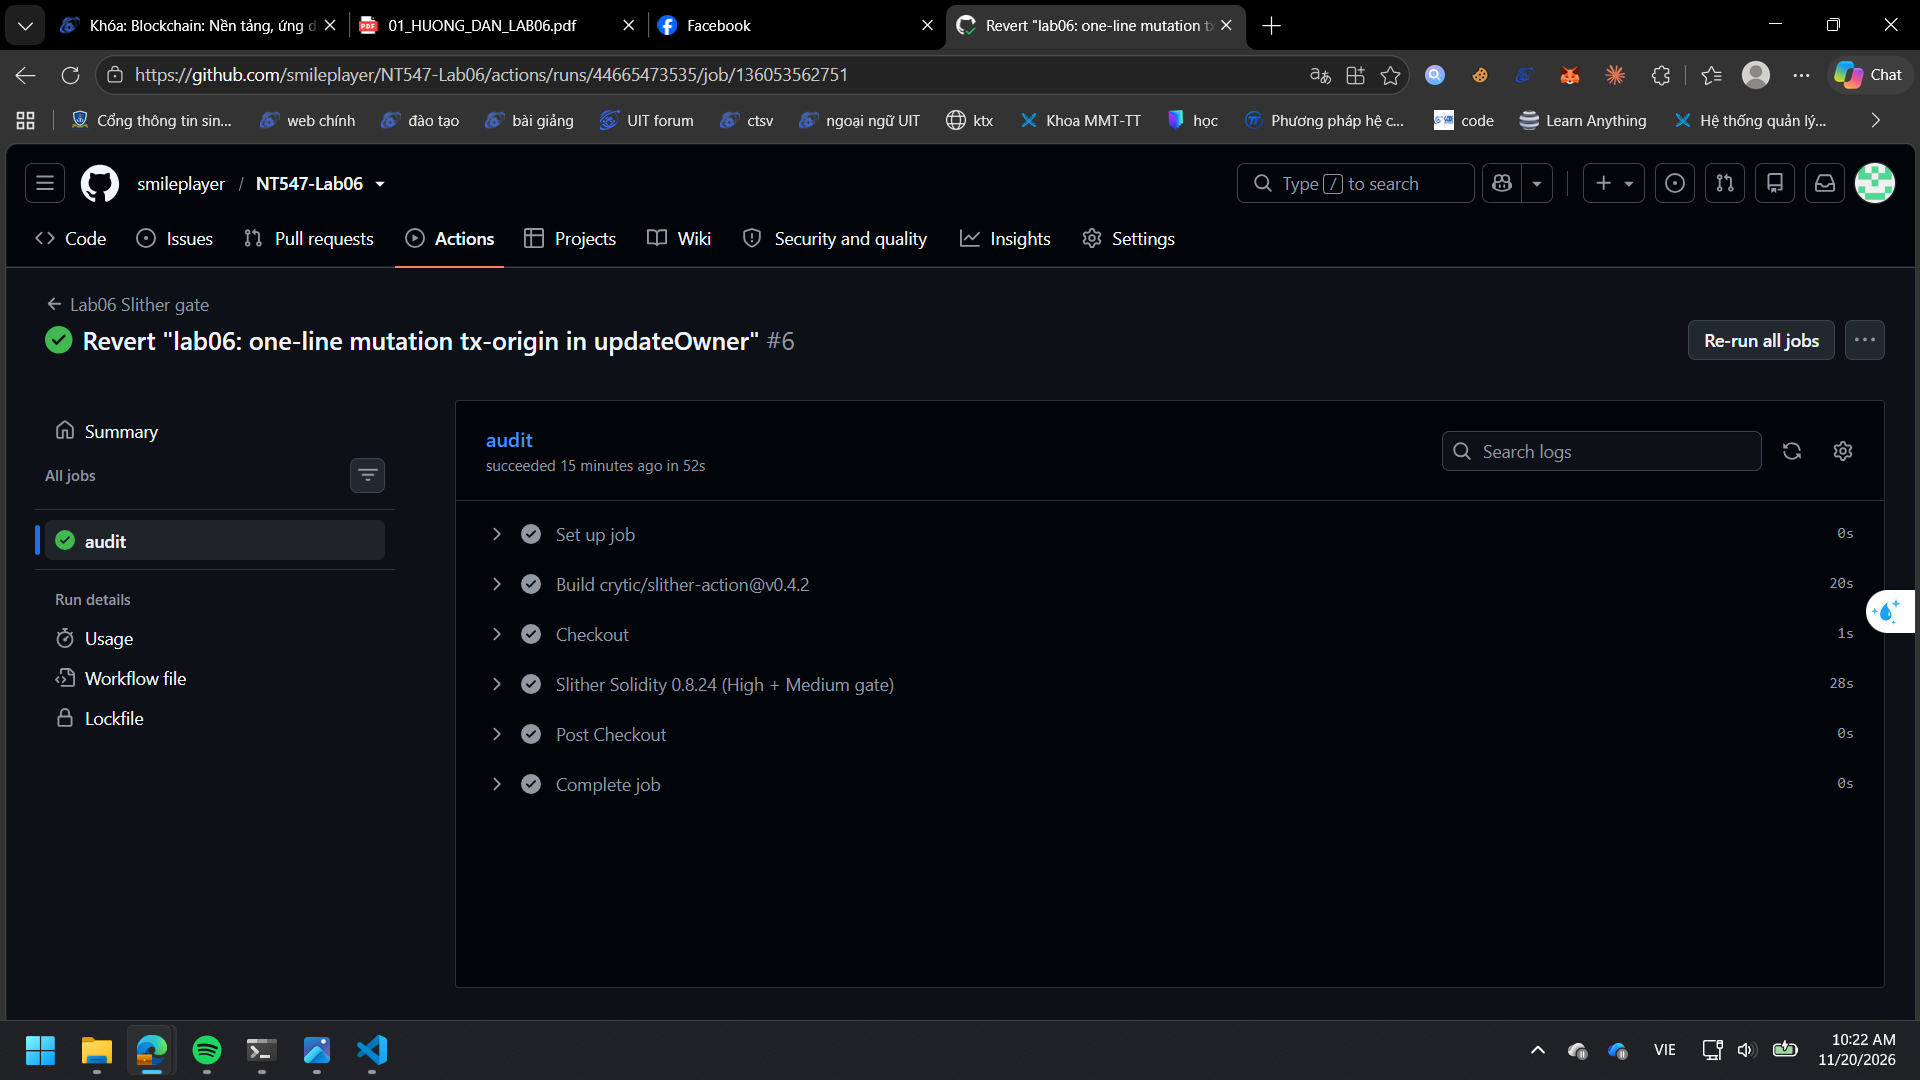 Khóa: Blockchain: Nền tảng, ứng d
01_HUONG_DAN_LAB06.pdf
Facebook
Revert "lab06: one-line mutation tx
https://github.com/smileplayer/NT547-Lab06/actions/runs/44665473535/job/136053562751
Chat
Cổng thông tin sin...
web chính
đào tạo
bài giảng
UIT forum
ctsv
ngoại ngữ UIT
ktx
Khoa MMT-TT
học
Phương pháp hệ c...
code
Learn Anything
Hệ thống quản lý...
smileplayer / NT547-Lab06
Type / to search
Code
Issues
Pull requests
Actions
Projects
Wiki
Security and quality
Insights
Settings
Lab06 Slither gate
Revert "lab06: one-line mutation tx-origin in updateOwner" #6
Re-run all jobs
Summary
All jobs
audit
Run details
Usage
Workflow file
Lockfile
audit
succeeded 15 minutes ago in 52s
Search logs
Set up job 0s
Build crytic/slither-action@v0.4.2 20s
Checkout 1s
Slither Solidity 0.8.24 (High + Medium gate) 28s
Post Checkout 0s
Complete job 0s
VIE
10:22 AM
11/20/2026